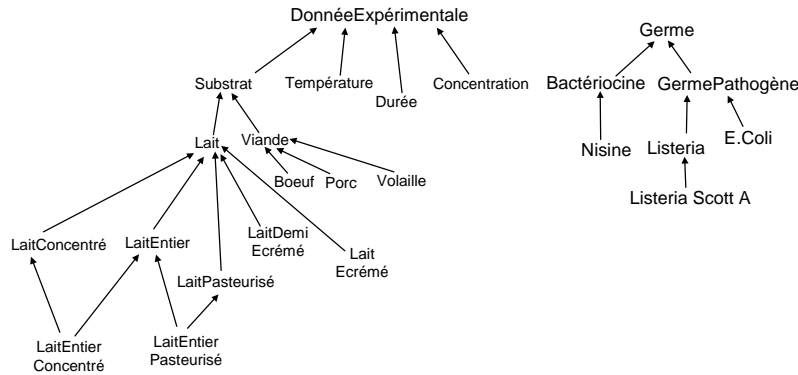 DonnéeExpérimentale
Germe
Substrat
Température
Durée
Concentration
Bactériocine
GermePathogène
Lait
Viande
Boeuf
Porc
Volaille
Nisine
Listeria
E.Coli
Listeria Scott A
LaitConcentré
LaitEntier
LaitDemi
Ecrémé
Lait
Ecrémé
LaitPasteurisé
LaitEntier
Concentré
LaitEntier
Pasteurisé